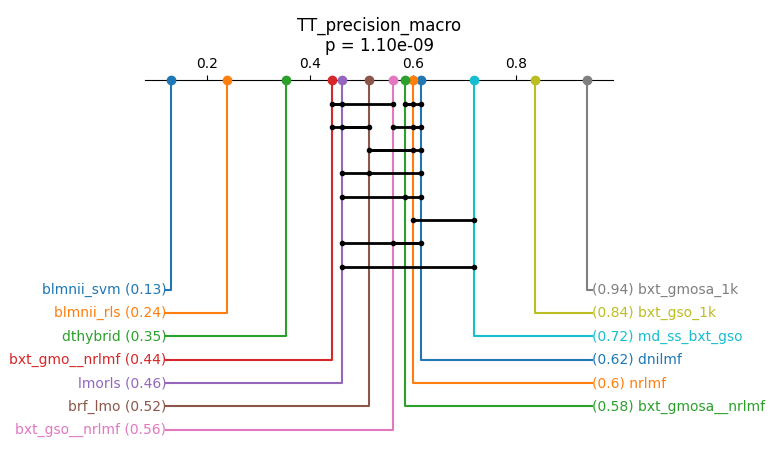 TT_precision_macro
p = 1.10e-09
0.2 0.4 0.6 0.8
blmnii_svm (0.13)
(0.94) bxt_gmosa_1k
blmnii_rls (0.24)
(0.84) bxt_gso_1k
dthybrid (0.35)
(0.72) md_ss_bxt_gso
bxt_gmo__nrlmf (0.44)
(0.62) dnilmf
lmorls (0.46)
(0.6) nrlmf
brf_lmo (0.52)
(0.58) bxt_gmosa__nrlmf
bxt_gso__nrlmf (0.56)